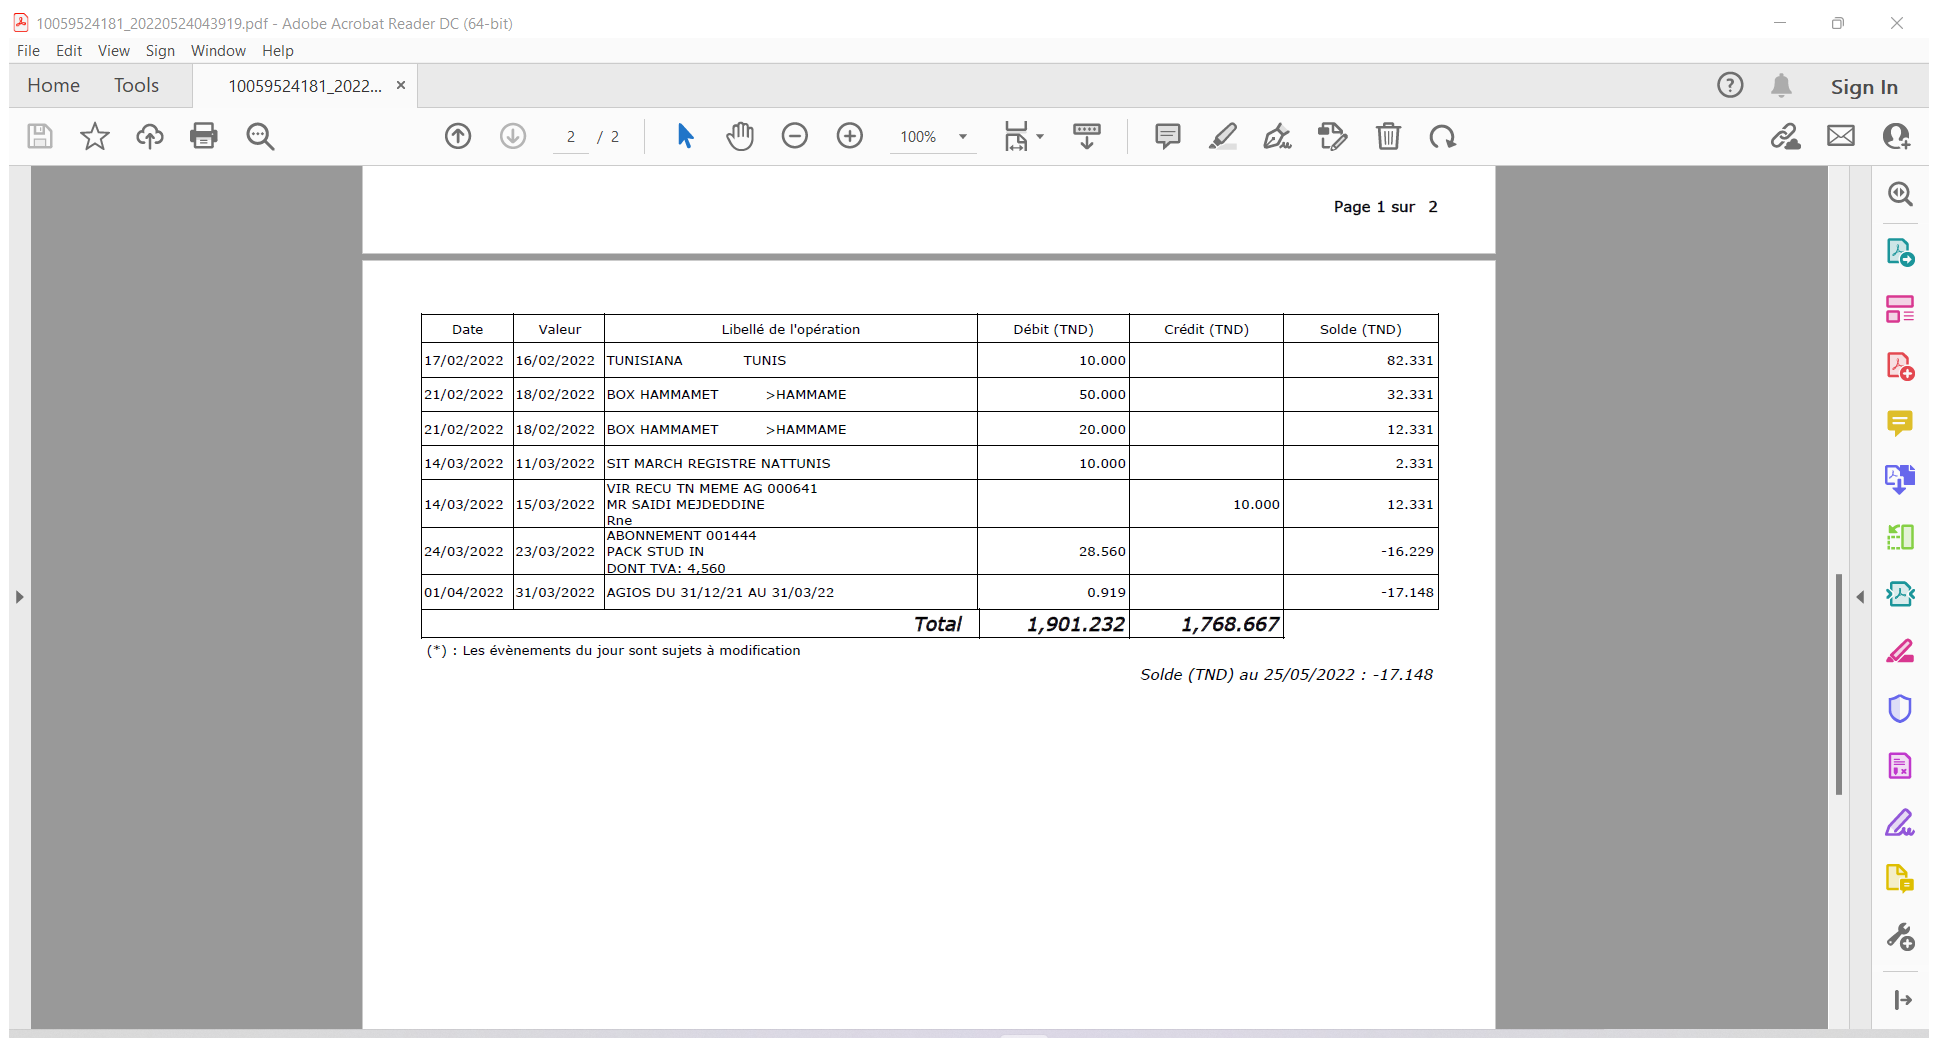 10059524181_20220524043919.pdf - Adobe Acrobat Reader DC (64-bit)
File Edit View Sign Window Help
Home Tools 10059524181_2022... × Sign In
2 / 2 100%
Page 1 sur 2
Date Valeur Libellé de l'opération Débit (TND) Crédit (TND) Solde (TND)
17/02/2022 16/02/2022 TUNISIANA TUNIS 10.000 82.331
21/02/2022 18/02/2022 BOX HAMMAMET >HAMMAME 50.000 32.331
21/02/2022 18/02/2022 BOX HAMMAMET >HAMMAME 20.000 12.331
14/03/2022 11/03/2022 SIT MARCH REGISTRE NATTUNIS 10.000 2.331
VIR RECU TN MEME AG 000641
14/03/2022 15/03/2022 MR SAIDI MEJDEDDINE 10.000 12.331
Rne
ABONNEMENT 001444
24/03/2022 23/03/2022 PACK STUD IN 28.560 -16.229
DONT TVA: 4,560
01/04/2022 31/03/2022 AGIOS DU 31/12/21 AU 31/03/22 0.919 -17.148
Total 1,901.232 1,768.667
(*) : Les évènements du jour sont sujets à modification
Solde (TND) au 25/05/2022 : -17.148